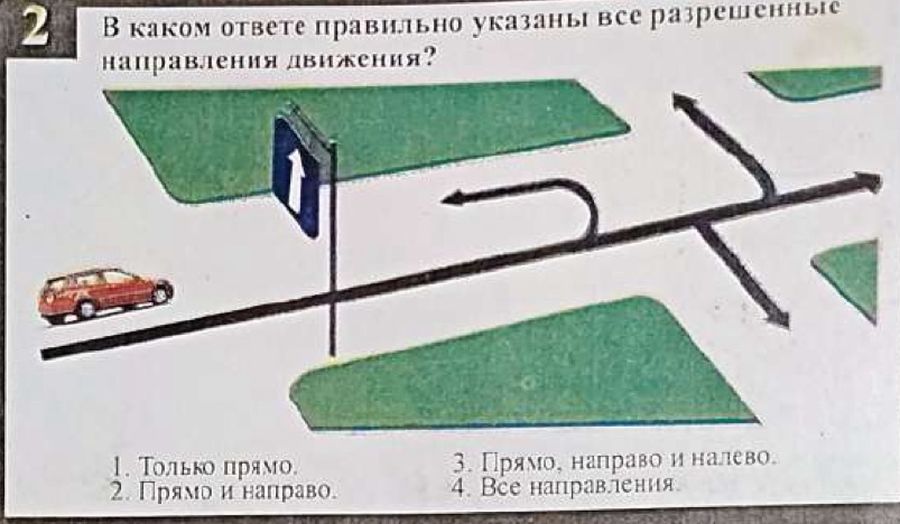 2
В каком ответе правильно указаны все разрешенные
направления движения?
1. Только прямо.
2. Прямо и направо.
3. Прямо, направо и налево.
4. Все направления.